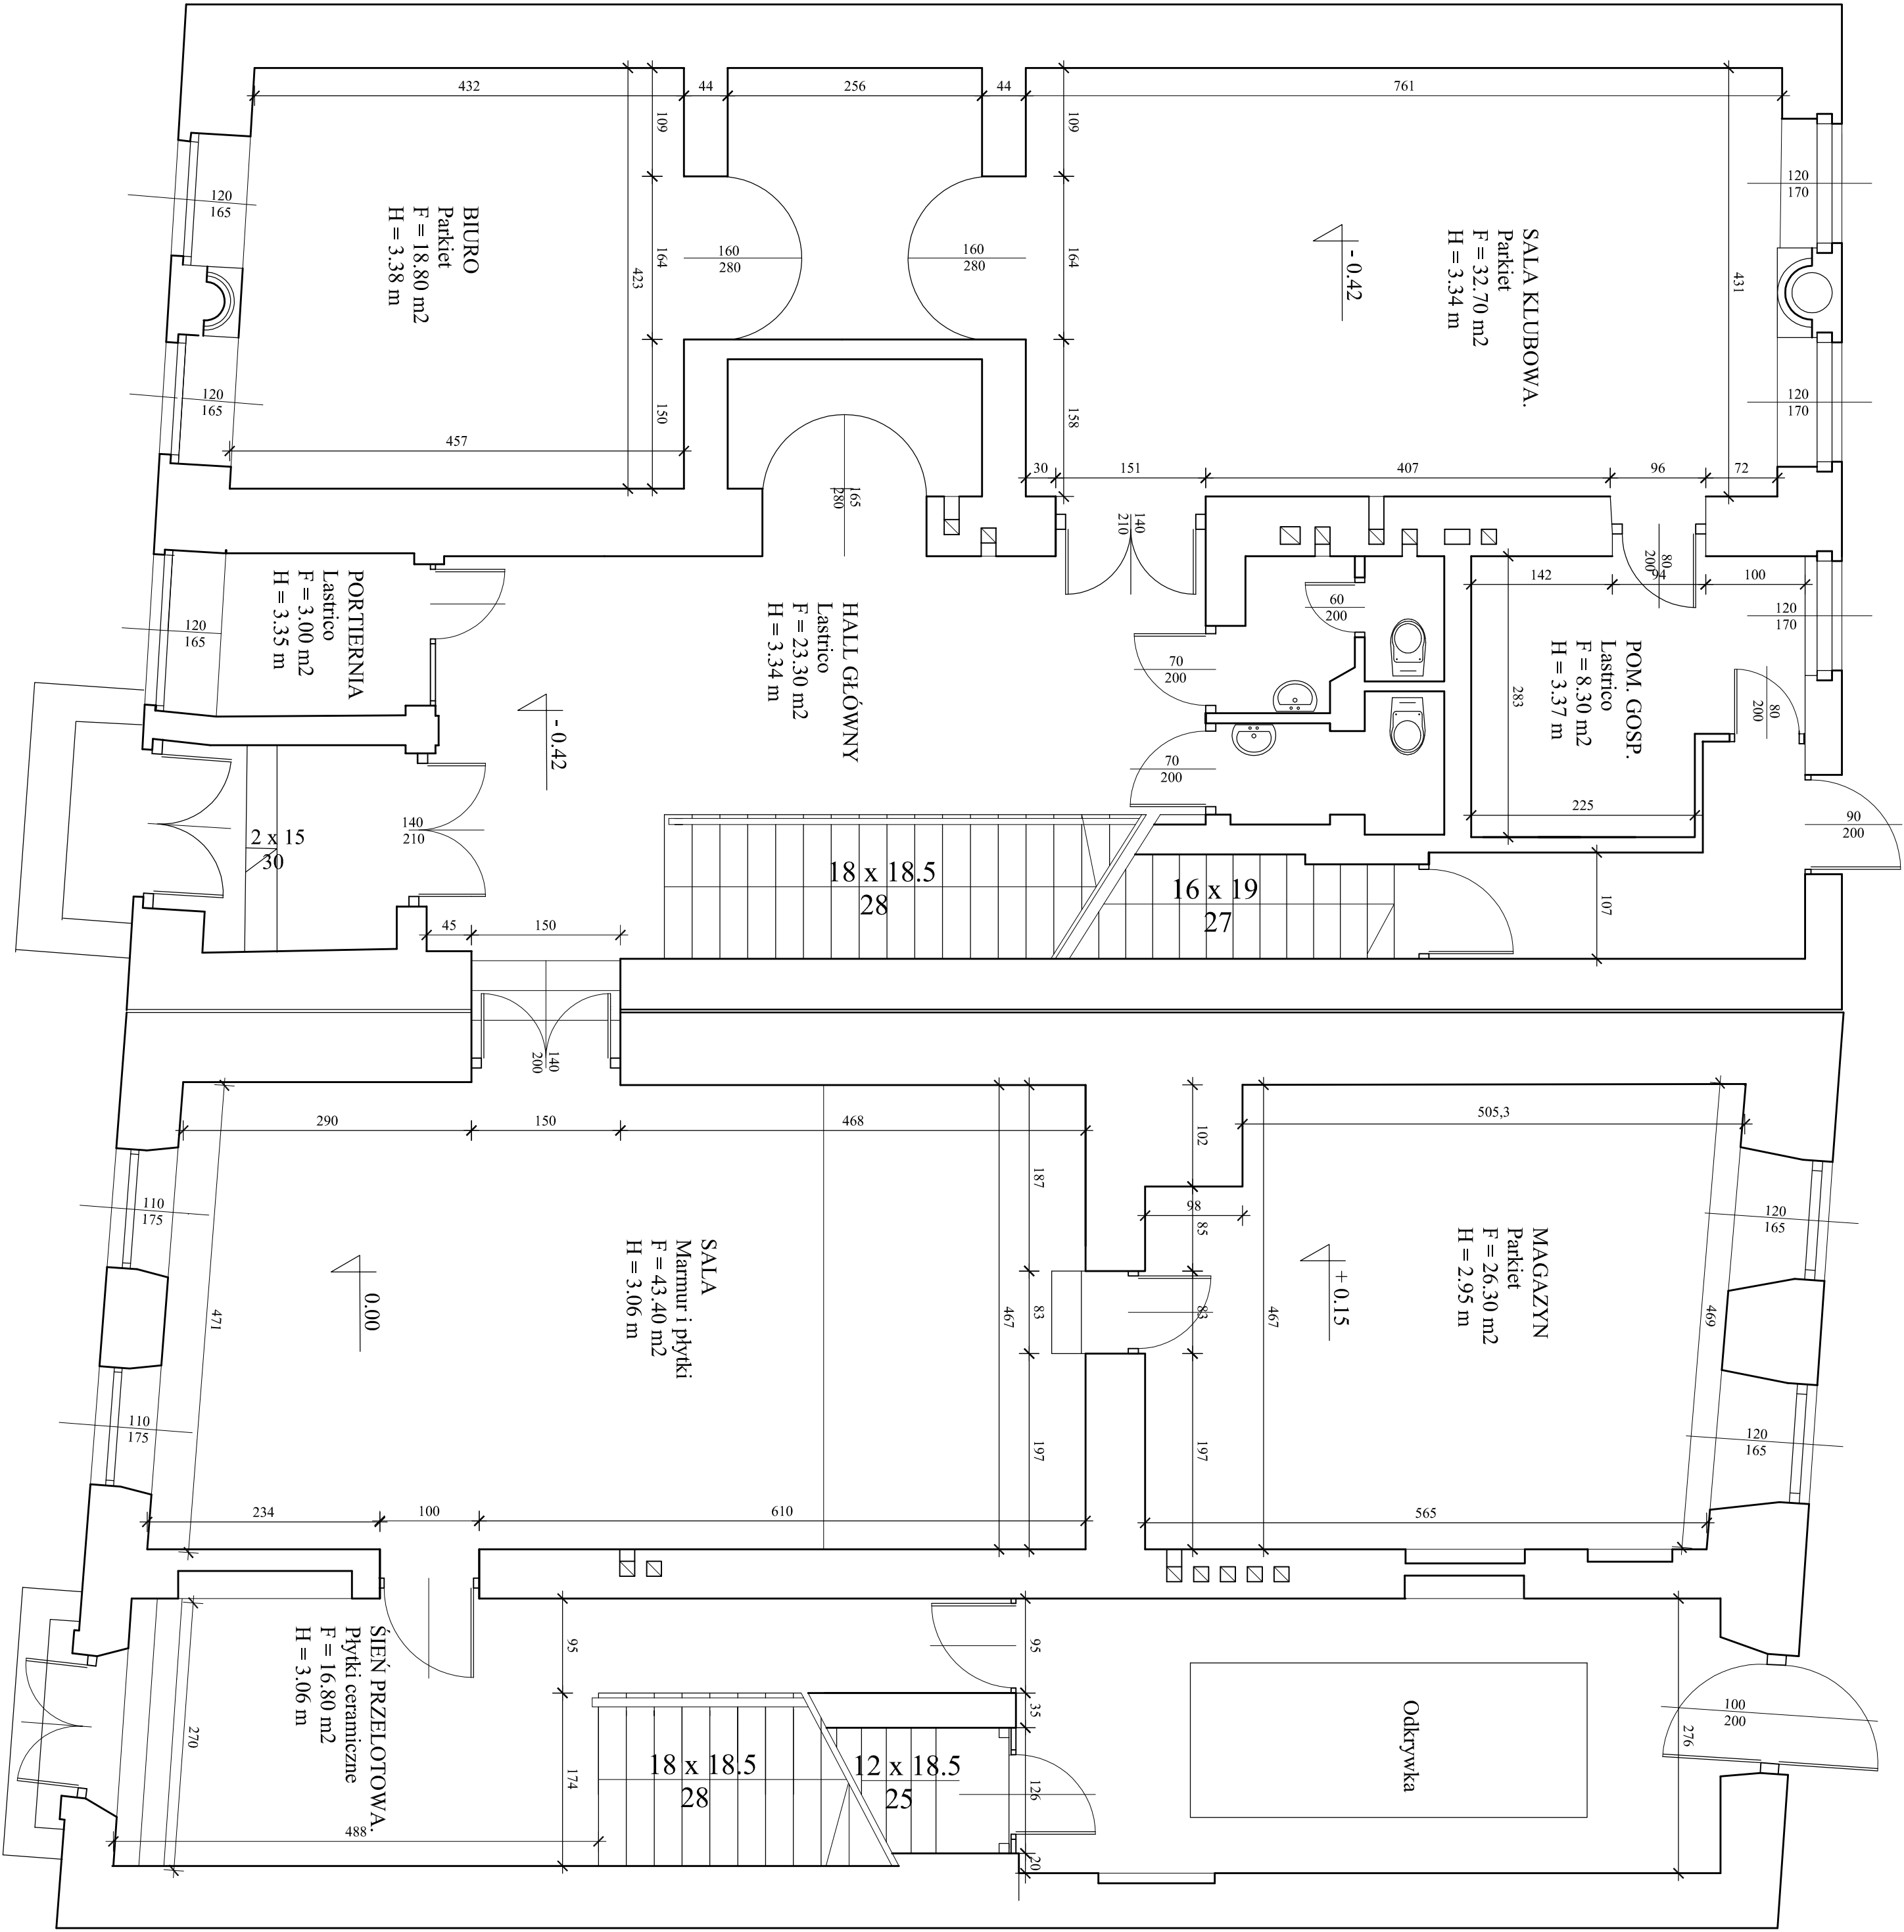 432
44
256
44
761
109
109
120
165
120
170
BIURO
Parkiet
F = 18.80 m2
H = 3.38 m
164
423
160
280
160
280
164
- 0.42
SALA KLUBOWA.
Parkiet
F = 32.70 m2
H = 3.34 m
431
120
165
120
170
150
158
457
30
151
407
96
72
165
280
140
210
80
200
142
94
100
120
165
PORTIERNIA
Lastrico
F = 3.00 m2
H = 3.35 m
HALL GŁÓWNY
Lastrico
F = 23.30 m2
H = 3.34 m
60
200
120
170
70
200
POM. GOSP.
Lastrico
F = 8.30 m2
H = 3.37 m
283
80
200
- 0.42
70
200
225
90
200
2 x 15
30
140
210
18 x 18.5
28
16 x 19
27
107
45
150
140
200
290
150
468
102
505,3
187
98
85
110
175
120
165
SALA
Marmur i płytki
F = 43.40 m2
H = 3.06 m
MAGAZYN
Parkiet
F = 26.30 m2
H = 2.95 m
0.00
+ 0.15
471
467
83
83
467
469
110
175
120
165
197
197
234
100
610
565
ŚIEŃ PRZELOTOWA.
Płytki ceramiczne
F = 16.80 m2
H = 3.06 m
95
95
35
270
174
18 x 18.5
28
12 x 18.5
25
126
20
488
Odkrywka
100
200
276